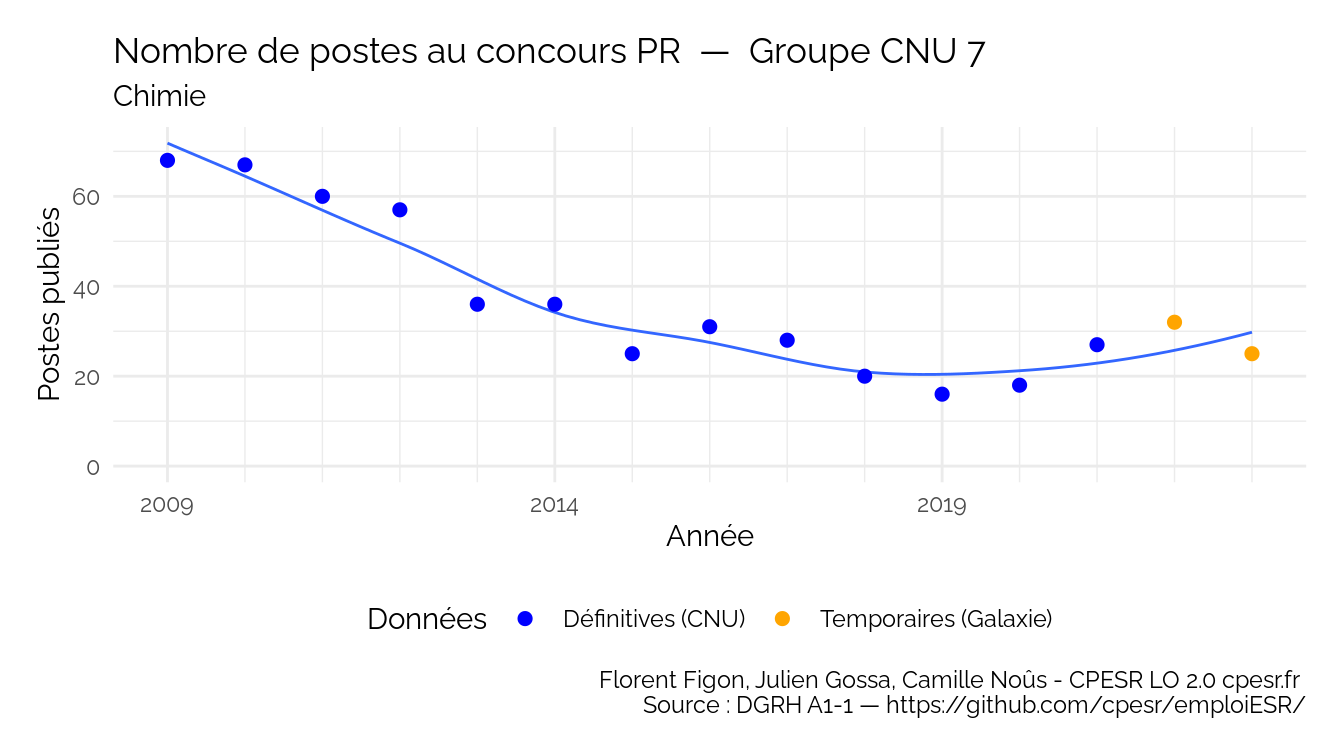 Nombre de postes au concours PR — Groupe CNU 7
Chimie
Postes publiés
60
40
20
0
2009 2014 2019
Année
Données Définitives (CNU) Temporaires (Galaxie)
Florent Figon, Julien Gossa, Camille Noûs - CPESR LO 2.0 cpesr.fr
Source : DGRH A1-1 — https://github.com/cpesr/emploiESR/